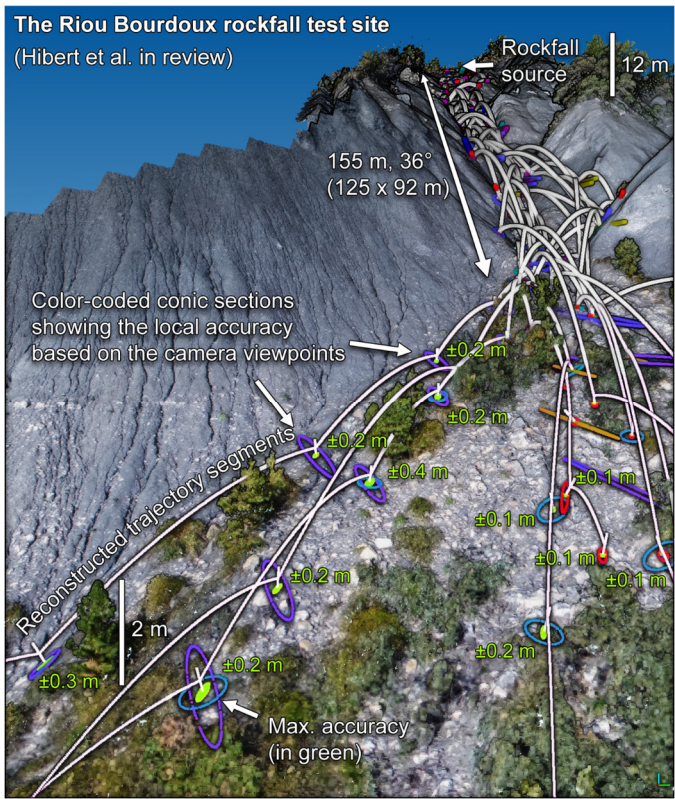 The Riou Bourdoux rockfall test site
(Hibert et al. in review)
Rockfall
source
12 m
155 m, 36°
(125 x 92 m)
Color-coded conic sections
showing the local accuracy
based on the camera viewpoints
±0.2 m
±0.2 m
±0.2 m
±0.4 m
±0.1 m
±0.1 m
±0.1 m
±0.1 m
Reconstructed trajectory segments
±0.2 m
2 m
±0.2 m
±0.2 m
±0.3 m
Max. accuracy
(in green)